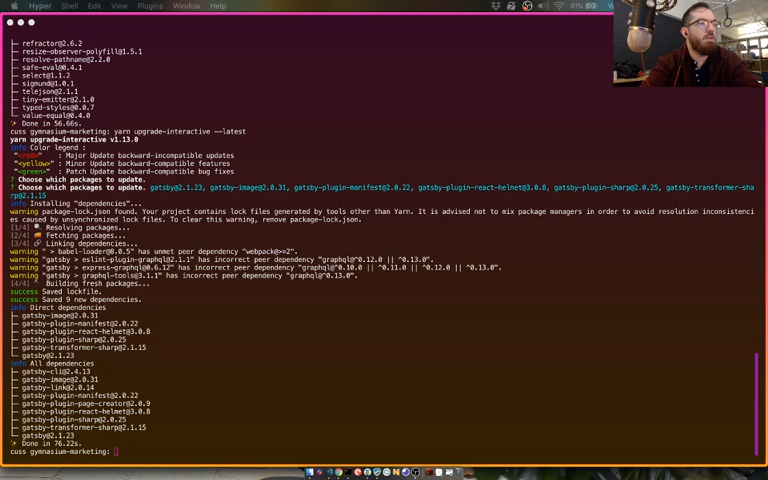 Hyper Shell Edit View Plugins Window Help 61%
├─ refractor@2.6.2
├─ resize-observer-polyfill@1.5.1
├─ resolve-pathname@2.2.0
├─ safe-eval@0.4.1
├─ select@1.1.2
├─ sigmund@1.0.1
├─ telejson@2.1.1
├─ tiny-emitter@2.1.0
├─ typed-styles@0.0.7
└─ value-equal@0.4.0
✨ Done in 56.66s.
cuss gymnasium-marketing: yarn upgrade-interactive --latest
yarn upgrade-interactive v1.13.0
info Color legend :
"<red>" : Major Update backward-incompatible updates
"<yellow>" : Minor Update backward-compatible features
"<green>" : Patch Update backward-compatible bug fixes
? Choose which packages to update.
? Choose which packages to update. gatsby@2.1.23, gatsby-image@2.0.31, gatsby-plugin-manifest@2.0.22, gatsby-plugin-react-helmet@3.0.8, gatsby-plugin-sharp@2.0.25, gatsby-transformer-sha
rp@2.1.15
info Installing "dependencies"...
warning package-lock.json found. Your project contains lock files generated by tools other than Yarn. It is advised not to mix package managers in order to avoid resolution inconsistenci
es caused by unsynchronized lock files. To clear this warning, remove package-lock.json.
[1/4] 🔍 Resolving packages...
[2/4] 🚚 Fetching packages...
[3/4] 🔗 Linking dependencies...
warning " > babel-loader@8.0.5" has unmet peer dependency "webpack@>=2".
warning "gatsby > eslint-plugin-graphql@2.1.1" has incorrect peer dependency "graphql@^0.12.0 || ^0.13.0".
warning "gatsby > express-graphql@0.6.12" has incorrect peer dependency "graphql@^0.10.0 || ^0.11.0 || ^0.12.0 || ^0.13.0".
warning "gatsby > graphql-tools@3.1.1" has incorrect peer dependency "graphql@^0.13.0".
[4/4] Building fresh packages...
success Saved lockfile.
success Saved 9 new dependencies.
info Direct dependencies
├─ gatsby-image@2.0.31
├─ gatsby-plugin-manifest@2.0.22
├─ gatsby-plugin-react-helmet@3.0.8
├─ gatsby-plugin-sharp@2.0.25
├─ gatsby-transformer-sharp@2.1.15
└─ gatsby@2.1.23
info All dependencies
├─ gatsby-cli@2.4.13
├─ gatsby-image@2.0.31
├─ gatsby-link@2.0.14
├─ gatsby-plugin-manifest@2.0.22
├─ gatsby-plugin-page-creator@2.0.9
├─ gatsby-plugin-react-helmet@3.0.8
├─ gatsby-plugin-sharp@2.0.25
├─ gatsby-transformer-sharp@2.1.15
└─ gatsby@2.1.23
✨ Done in 76.22s.
cuss gymnasium-marketing: